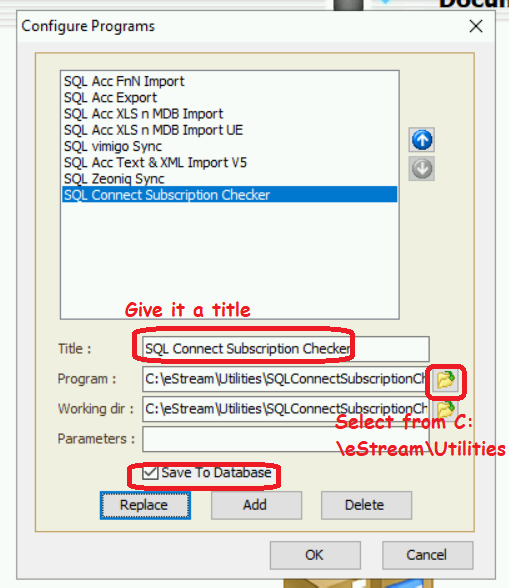 Docum
Configure Programs
SQL Acc FnN Import
SQL Acc Export
SQL Acc XLS n MDB Import
SQL Acc XLS n MDB Import UE
SQL vimigo Sync
SQL Acc Text & XML Import V5
SQL Zeoniq Sync
SQL Connect Subscription Checker
Give it a title
Title : SQL Connect Subscription Checker
Program : C:\eStream\Utilities\SQLConnectSubscriptionCh
Working dir : C:\eStream\Utilities\SQLConnectSubscriptionCh
Select from C:
\eStream\Utilities
Parameters :
Save To Database
Replace Add Delete
OK Cancel